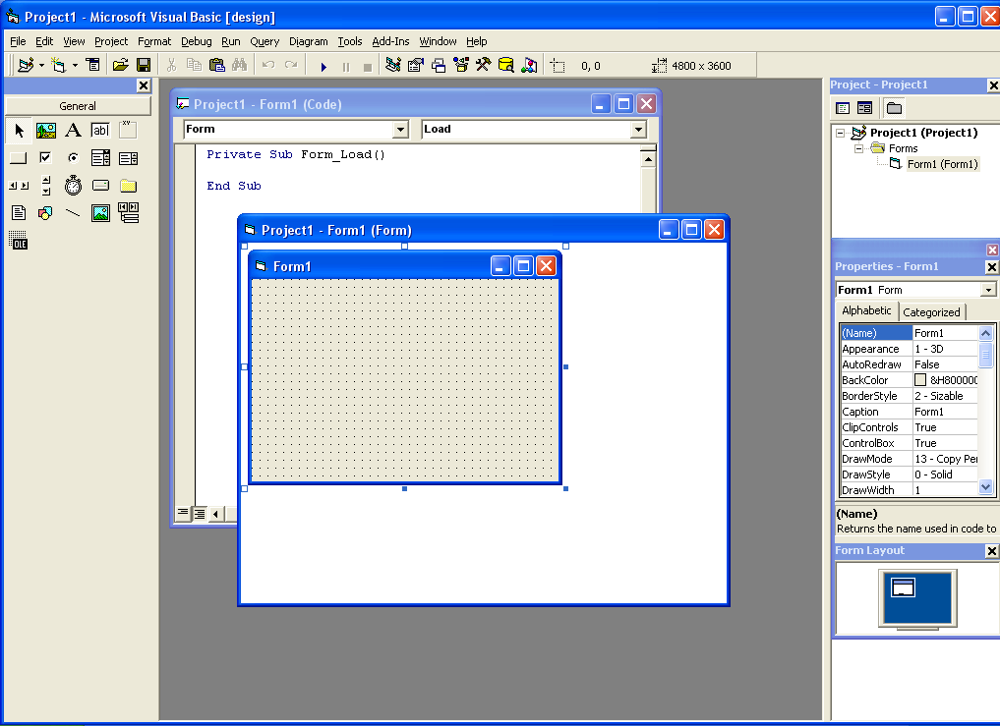 Project1 - Microsoft Visual Basic [design]
File Edit View Project Format Debug Run Query Diagram Tools Add-Ins Window Help
0, 0 4800 x 3600
General
A ab| xy
OLE
Project1 - Form1 (Code)
Form Load
Private Sub Form_Load()
End Sub
Project1 - Form1 (Form)
Form1
Project - Project1
Project1 (Project1)
Forms
Form1 (Form1)
Properties - Form1
Form1 Form
Alphabetic Categorized
(Name) Form1
Appearance 1 - 3D
AutoRedraw False
BackColor &H800000
BorderStyle 2 - Sizable
Caption Form1
ClipControls True
ControlBox True
DrawMode 13 - Copy Per
DrawStyle 0 - Solid
DrawWidth 1
(Name)
Returns the name used in code to
Form Layout